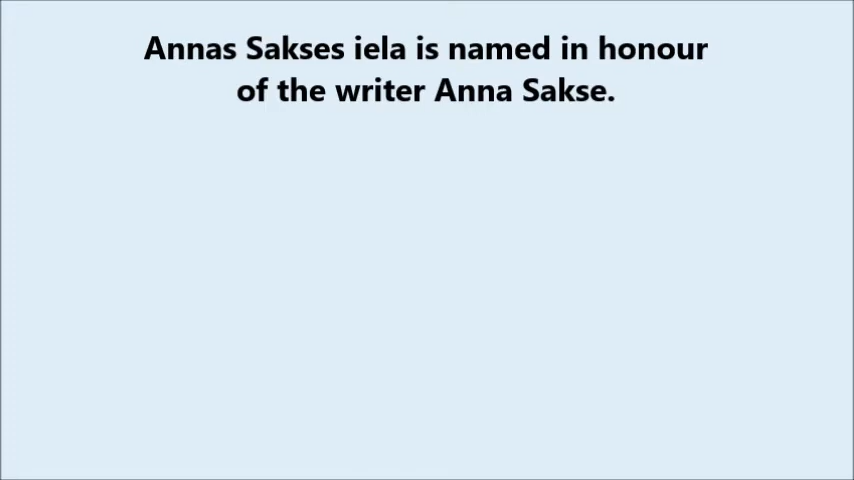 Annas Sakses iela is named in honour
of the writer Anna Sakse.